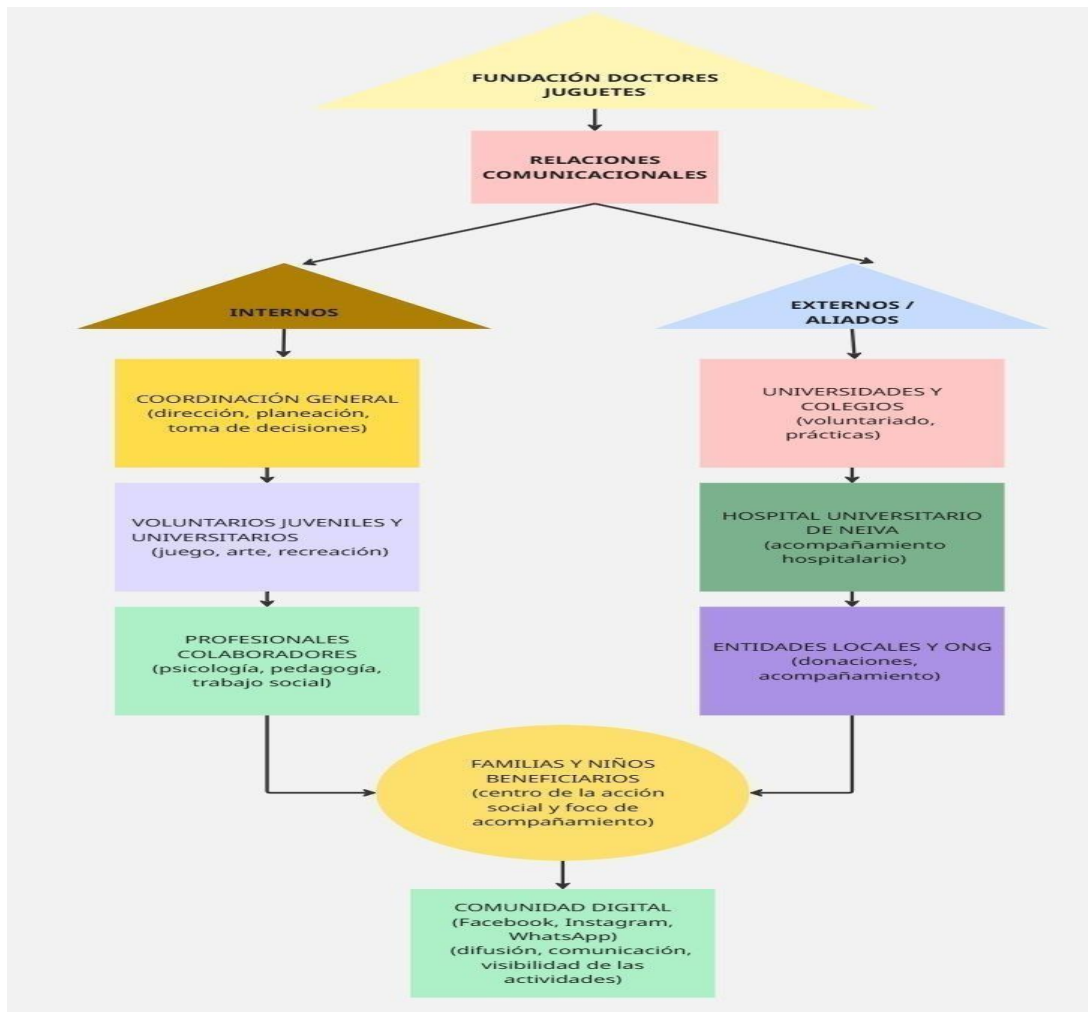 FUNDACIÓN DOCTORES
JUGUETES
RELACIONES
COMUNICACIONALES
INTERNOS
EXTERNOS /
ALIADOS
COORDINACIÓN GENERAL
(dirección, planeación,
toma de decisiones)
UNIVERSIDADES Y
COLEGIOS
(voluntariado,
prácticas)
VOLUNTARIOS JUVENILES Y
UNIVERSITARIOS
(juego, arte, recreación)
HOSPITAL UNIVERSITARIO
DE NEIVA
(acompañamiento
hospitalario)
PROFESIONALES
COLABORADORES
(psicología, pedagogía,
trabajo social)
ENTIDADES LOCALES Y ONG
(donaciones,
acompañamiento)
FAMILIAS Y NIÑOS
BENEFICIARIOS
(centro de la acción
social y foco de
acompañamiento)
COMUNIDAD DIGITAL
(Facebook, Instagram,
WhatsApp)
(difusión, comunicación,
visibilidad de las
actividades)